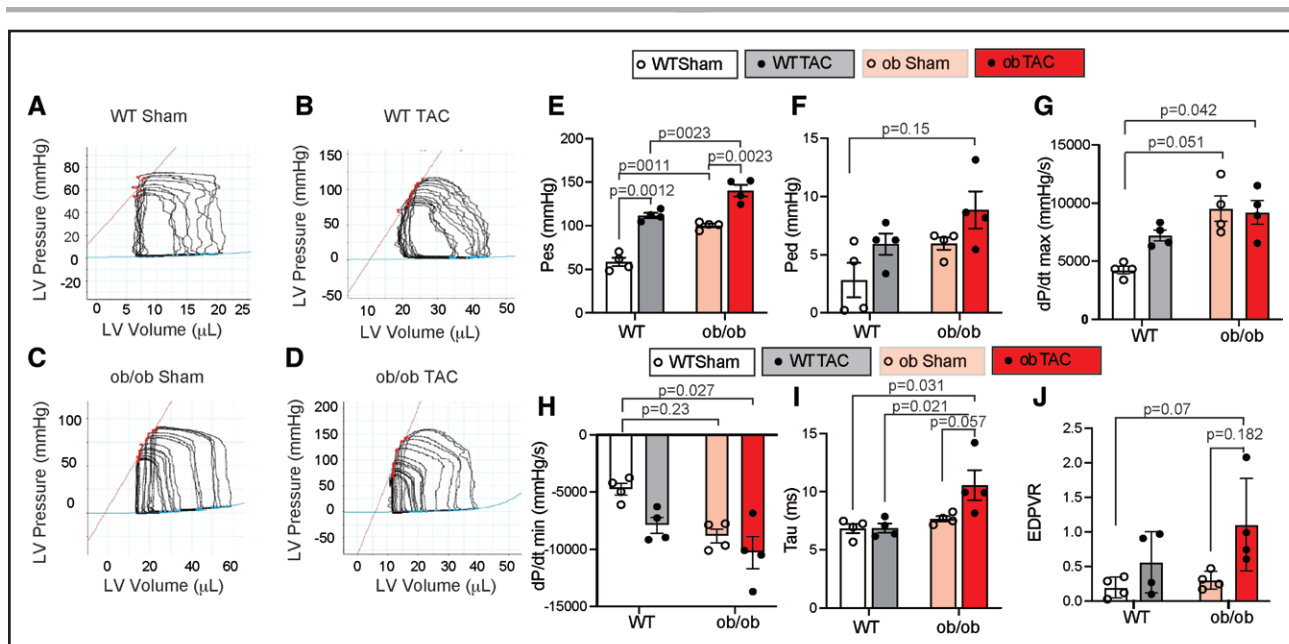 WTSham WTTAC ob Sham ob TAC
A B E F G
WT Sham WT TAC
p=0.042
p=0023 p=0.15 p=0.051
p=0011 p=0.0023
p=0.0012
LV Pressure (mmHg)
80
60
40
20
0
-20
0 5 10 15 20 25
LV Volume (μL)
LV Pressure (mmHg)
150
100
50
0
-50
10 20 30 40 50
LV Volume (μL)
Pes (mmHg)
200
150
100
50
0
WT ob/ob
Ped (mmHg)
15
10
5
0
WT ob/ob
dP/dt max (mmHg/s)
15000
10000
5000
0
WT ob/ob
WTSham WTTAC ob Sham ob TAC
C D H I J
ob/ob Sham ob/ob TAC
LV Pressure (mmHg)
100
50
0
0 20 40 60
LV Volume (μL)
LV Pressure (mmHg)
200
150
100
50
0
-50
0 10 20 30 40 50
LV Volume (μL)
p=0.027
p=0.23
dP/dt min (mmHg/s)
0
-5000
-10000
-15000
WT ob/ob
p=0.031
p=0.021
p=0.057
Tau (ms)
15
10
5
0
WT ob/ob
p=0.07
p=0.182
EDPVR
2.5
2.0
1.5
1.0
0.5
0.0
WT ob/ob